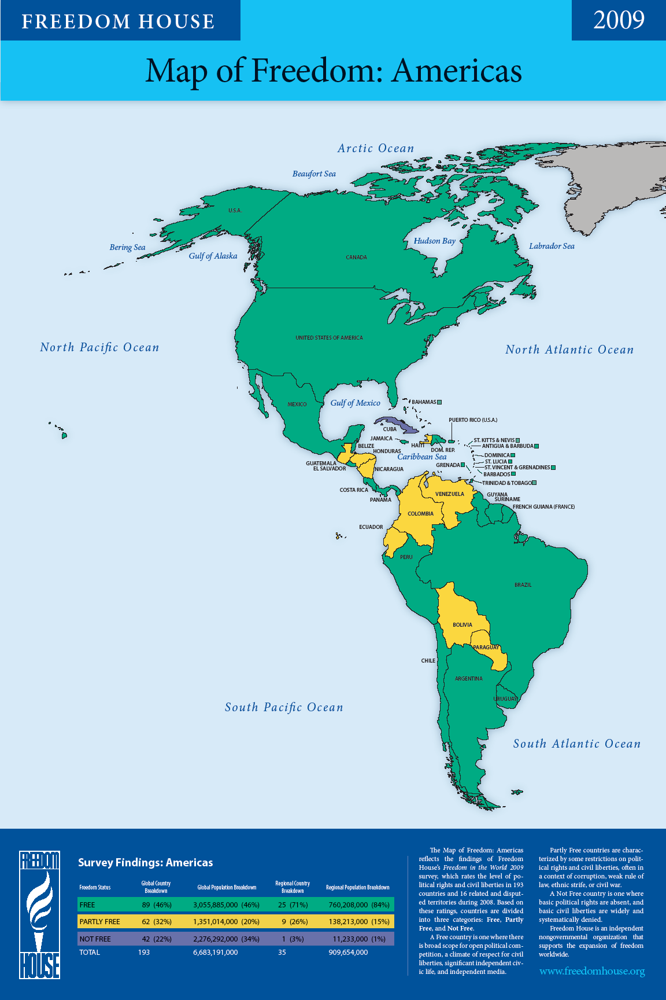 FREEDOM HOUSE
2009
Map of Freedom: Americas
Arctic Ocean
Beaufort Sea
U.S.A.
Bering Sea
Gulf of Alaska
Hudson Bay
Labrador Sea
CANADA
North Pacific Ocean
UNITED STATES OF AMERICA
North Atlantic Ocean
MEXICO
Gulf of Mexico
BAHAMAS
PUERTO RICO (U.S.A.)
CUBA
JAMAICA
HAITI
DOM. REP.
ST. KITTS & NEVIS
ANTIGUA & BARBUDA
BELIZE
HONDURAS
Caribbean Sea
DOMINICA
ST. LUCIA
GUATEMALA
EL SALVADOR
NICARAGUA
GRENADA
ST. VINCENT & GRENADINES
BARBADOS
TRINIDAD & TOBAGO
COSTA RICA
PANAMA
VENEZUELA
GUYANA
SURINAME
FRENCH GUIANA (FRANCE)
COLOMBIA
ECUADOR
PERU
BRAZIL
BOLIVIA
PARAGUAY
CHILE
ARGENTINA
URUGUAY
South Pacific Ocean
South Atlantic Ocean
FREEDOM
HOUSE
Survey Findings: Americas
Freedom Status Global Country Breakdown Global Population Breakdown Regional Country Breakdown Regional Population Breakdown
FREE 89 (46%) 3,055,885,000 (46%) 25 (71%) 760,208,000 (84%)
PARTLY FREE 62 (32%) 1,351,014,000 (20%) 9 (26%) 138,213,000 (15%)
NOT FREE 42 (22%) 2,276,292,000 (34%) 1 (3%) 11,233,000 (1%)
TOTAL 193 6,683,191,000 35 909,654,000
The Map of Freedom: Americas
reflects the findings of Freedom
House's Freedom in the World 2009
survey, which rates the level of po-
litical rights and civil liberties in 193
countries and 16 related and disput-
ed territories during 2008. Based on
these ratings, countries are divided
into three categories: Free, Partly
Free, and Not Free.
A Free country is one where there
is broad scope for open political com-
petition, a climate of respect for civil
liberties, significant independent civ-
ic life, and independent media.
Partly Free countries are charac-
terized by some restrictions on polit-
ical rights and civil liberties, often in
a context of corruption, weak rule of
law, ethnic strife, or civil war.
A Not Free country is one where
basic political rights are absent, and
basic civil liberties are widely and
systematically denied.
Freedom House is an independent
nongovernmental organization that
supports the expansion of freedom
worldwide.
www.freedomhouse.org